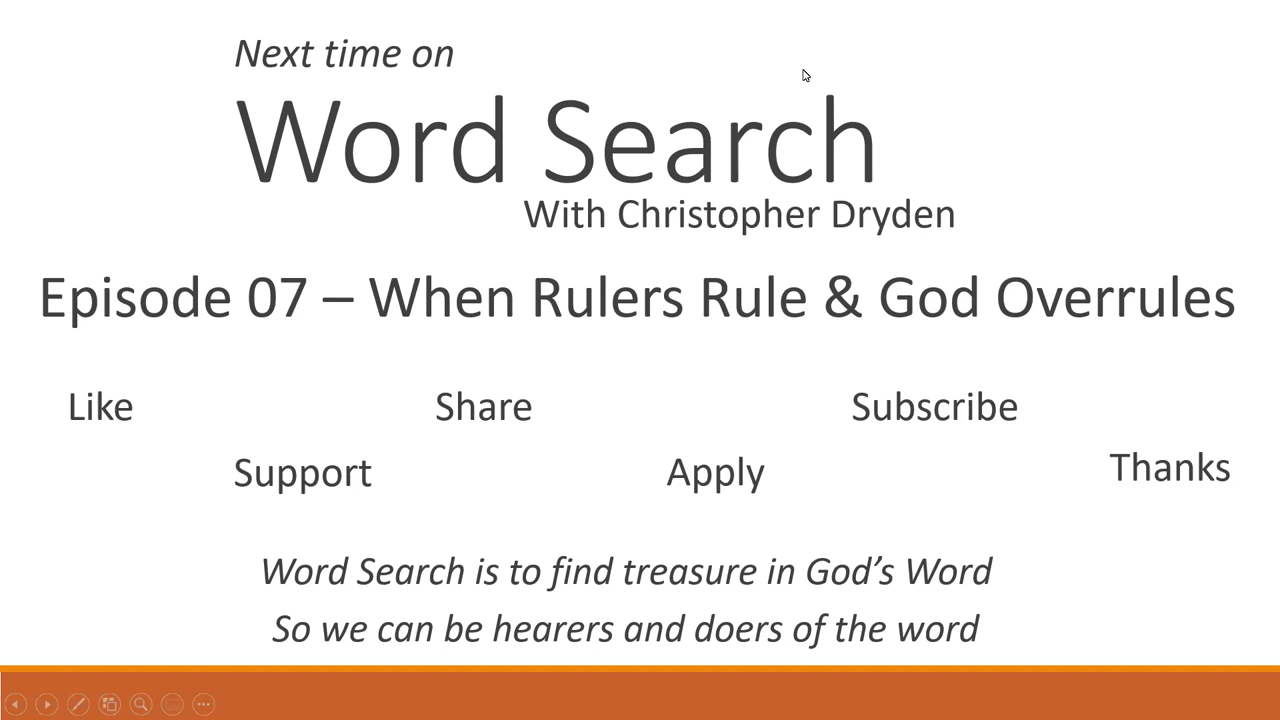 Next time on
Word Search
With Christopher Dryden
Episode 07 – When Rulers Rule & God Overrules
Like Share Subscribe
Support Apply Thanks
Word Search is to find treasure in God’s Word
So we can be hearers and doers of the word